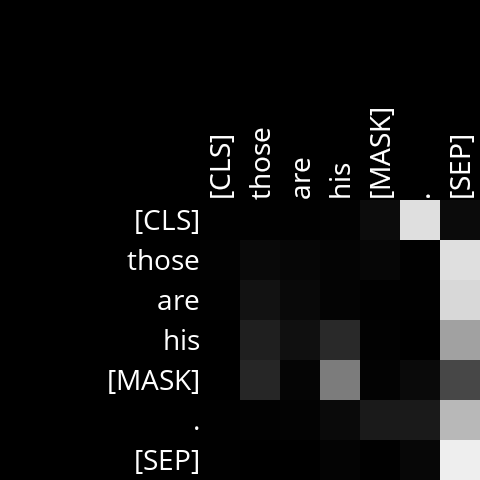 [CLS]
those
are
his
[MASK]
.
[SEP]
[CLS]
those
are
his
[MASK]
.
[SEP]